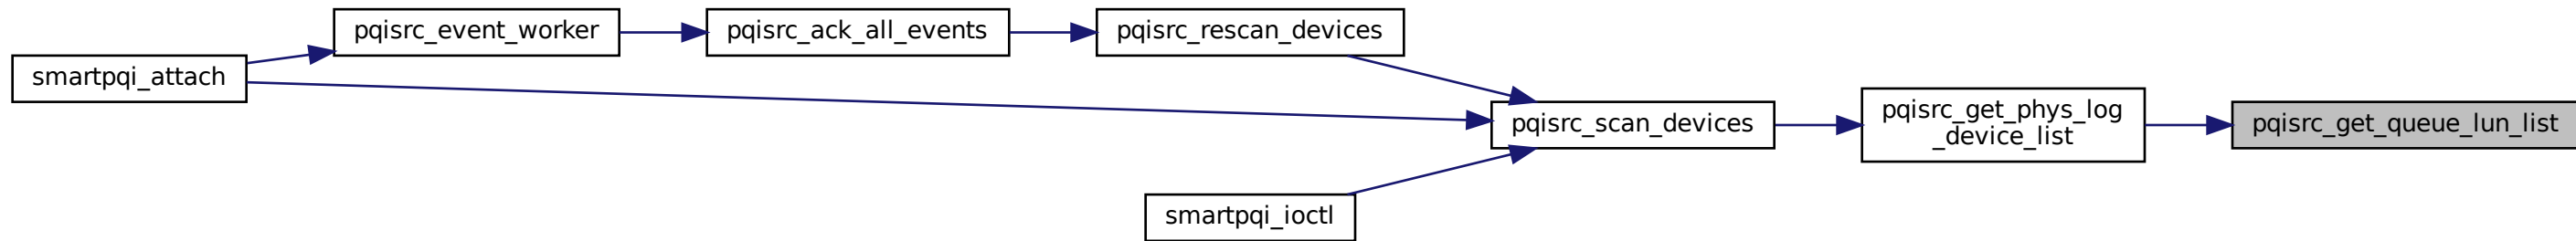 pqisrc_event_worker
pqisrc_ack_all_events
pqisrc_rescan_devices
smartpqi_attach
pqisrc_scan_devices
pqisrc_get_phys_log
_device_list
pqisrc_get_queue_lun_list
smartpqi_ioctl